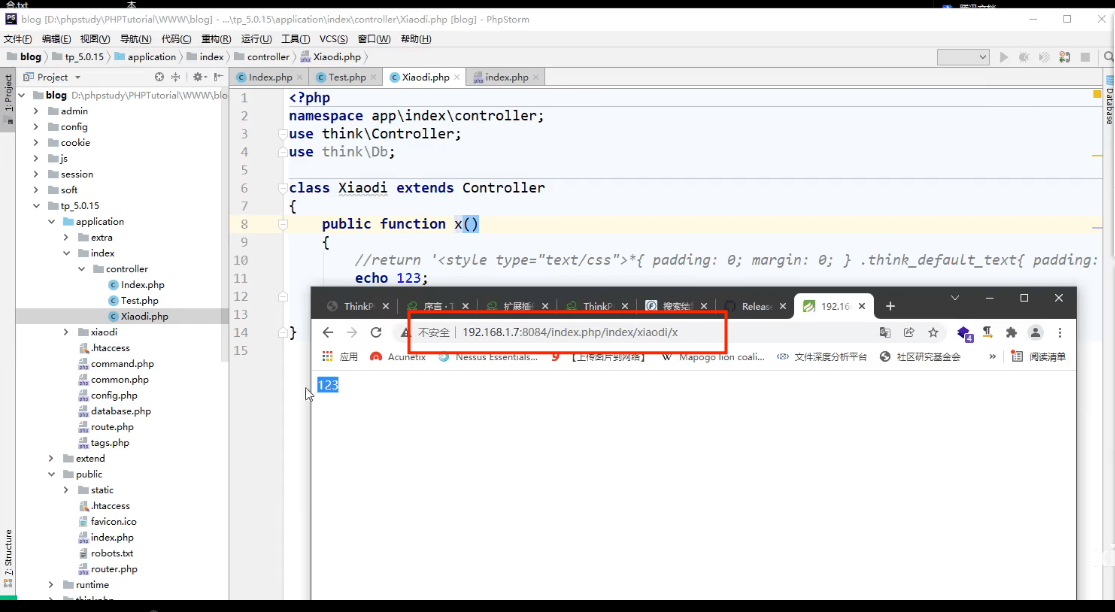 blog [D:\phpstudy\PHPTutorial\WWW\blog] - ...\tp_5.0.15\application\index\controller\Xiaodi.php [blog] - PhpStorm
文件(F) 编辑(E) 视图(V) 导航(N) 代码(C) 重构(R) 运行(U) 工具(T) VCS(S) 窗口(W) 帮助(H)
blog tp_5.0.15 application index controller Xiaodi.php
Project
Index.php Test.php Xiaodi.php index.php
1: Project
Database
7: Structure
blog D:\phpstudy\PHPTutorial\WWW\blo
admin
config
cookie
js
session
soft
tp_5.0.15
application
extra
index
controller
Index.php
Test.php
Xiaodi.php
xiaodi
.htaccess
command.php
common.php
config.php
database.php
route.php
tags.php
extend
public
static
.htaccess
favicon.ico
index.php
robots.txt
router.php
runtime
1 <?php
2 namespace app\index\controller;
3 use think\Controller;
4 use think\Db;
5
6 class Xiaodi extends Controller
7 {
8 public function x()
9 {
10 //return '<style type="text/css">*{ padding: 0; margin: 0; } .think_default_text{ padding:
11 echo 123;
12
13
14 }
15
ThinkP 序言 - T 扩展插 ThinkP 搜索结 Releas 192.16
不安全 192.168.1.7:8084/index.php/index/xiaodi/x
4
应用 Acunetix Nessus Essentials... 【上传图片到网络】 Mapogo lion coali... 文件深度分析平台 社区研究基金会 » 阅读清单
123